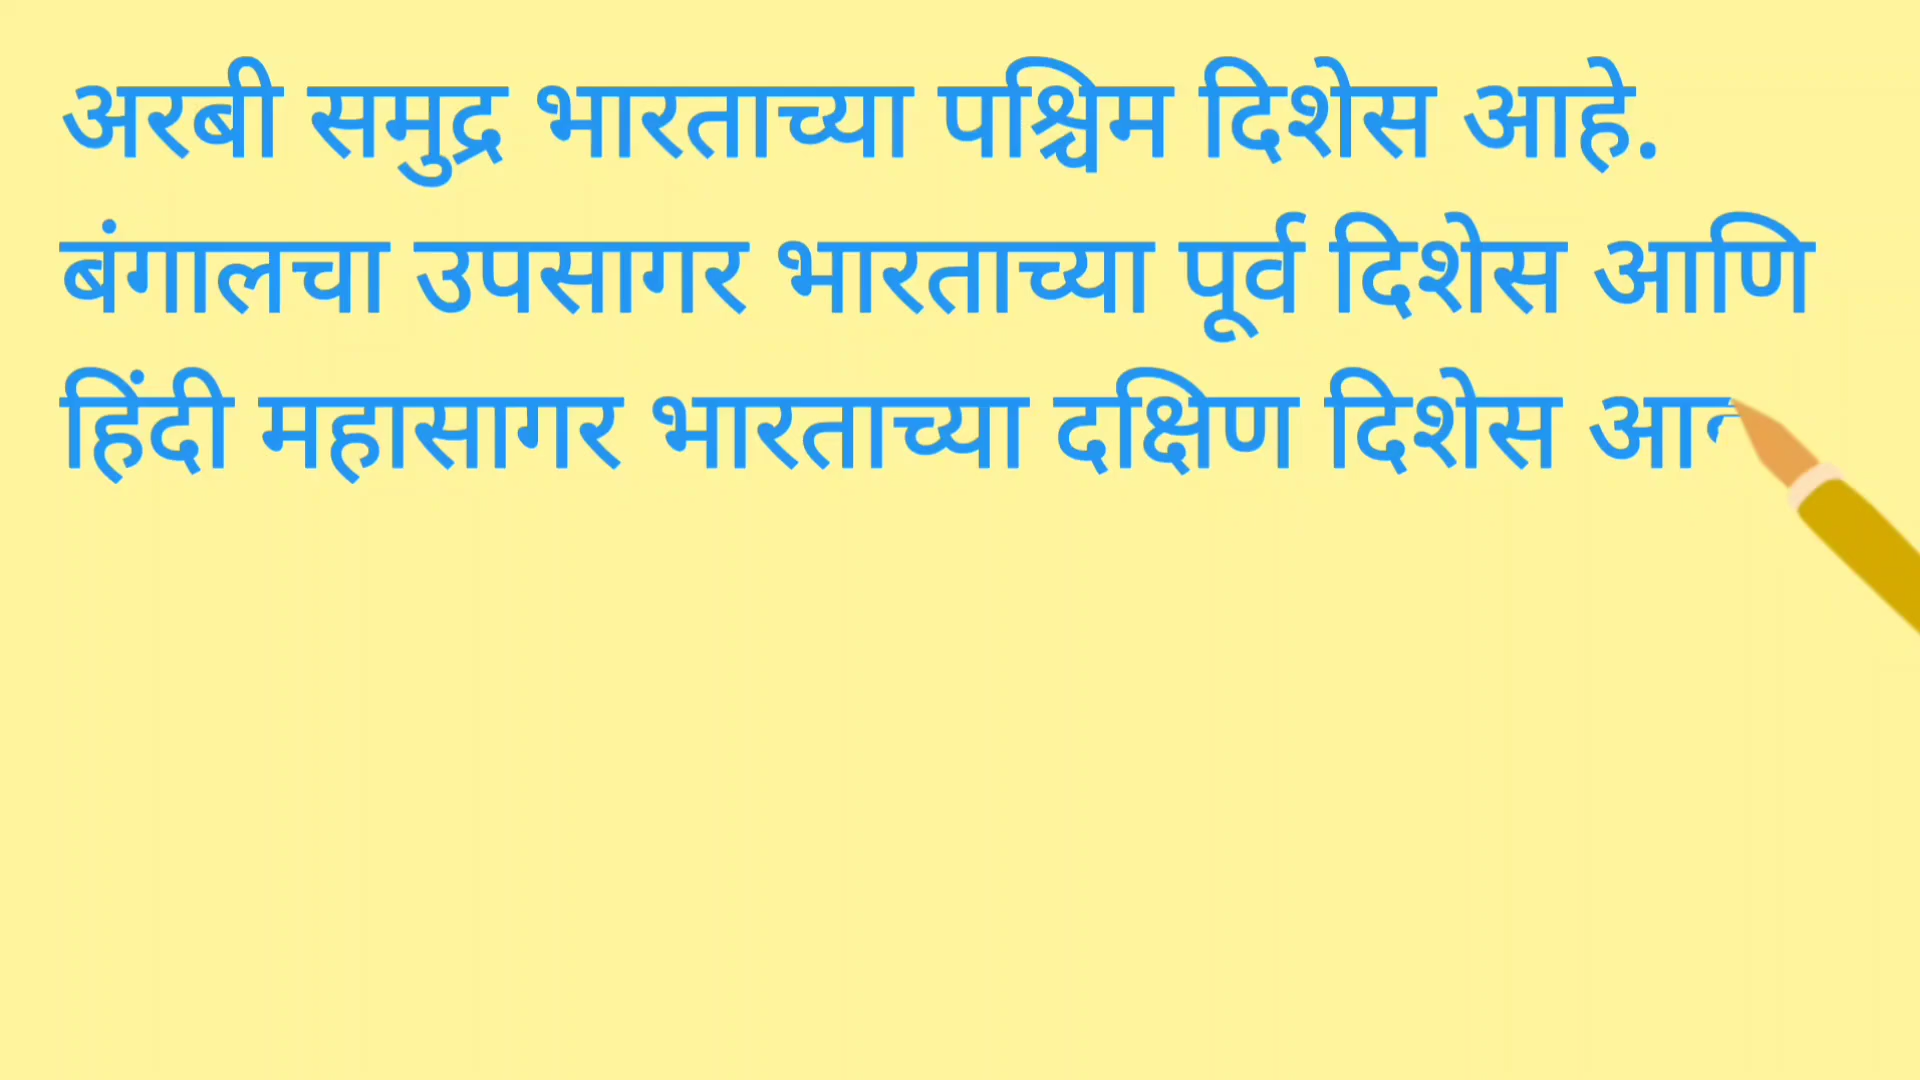 अरबी समुद्र भारताच्या पश्चिम दिशेस आहे.
बंगालचा उपसागर भारताच्या पूर्व दिशेस आणि
हिंदी महासागर भारताच्या दक्षिण दिशेस